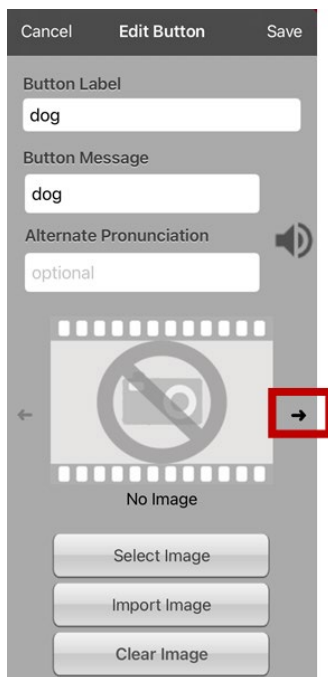 Cancel Edit Button Save
Button Label
dog
Button Message
dog
Alternate Pronunciation
optional
No Image
Select Image
Import Image
Clear Image